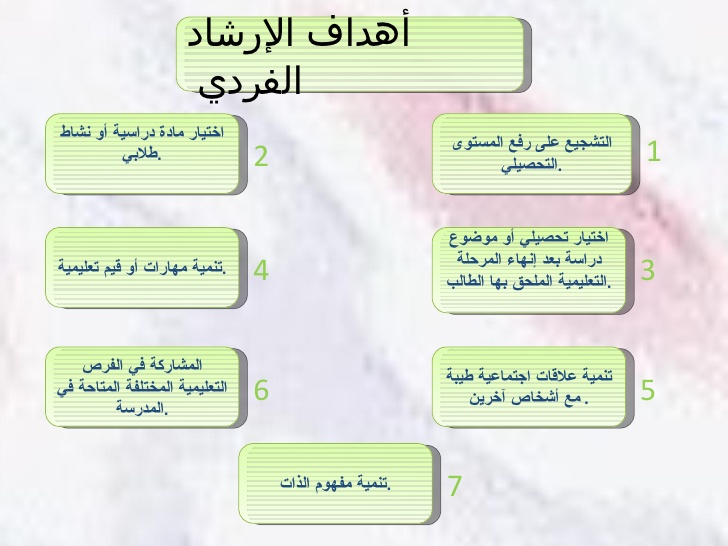 أهداف الإرشاد
الفردي
1
التشجيع على رفع المستوى
التحصيلي.
2
اختيار مادة دراسية أو نشاط
طلابي.
3
اختيار تحصيلي أو موضوع
دراسة بعد إنهاء المرحلة
التعليمية الملحق بها الطالب.
4
تنمية مهارات أو قيم تعليمية.
5
تنمية علاقات اجتماعية طيبة
مع أشخاص آخرين .
6
المشاركة في الفرص
التعليمية المختلفة المتاحة في
المدرسة.
7
تنمية مفهوم الذات.